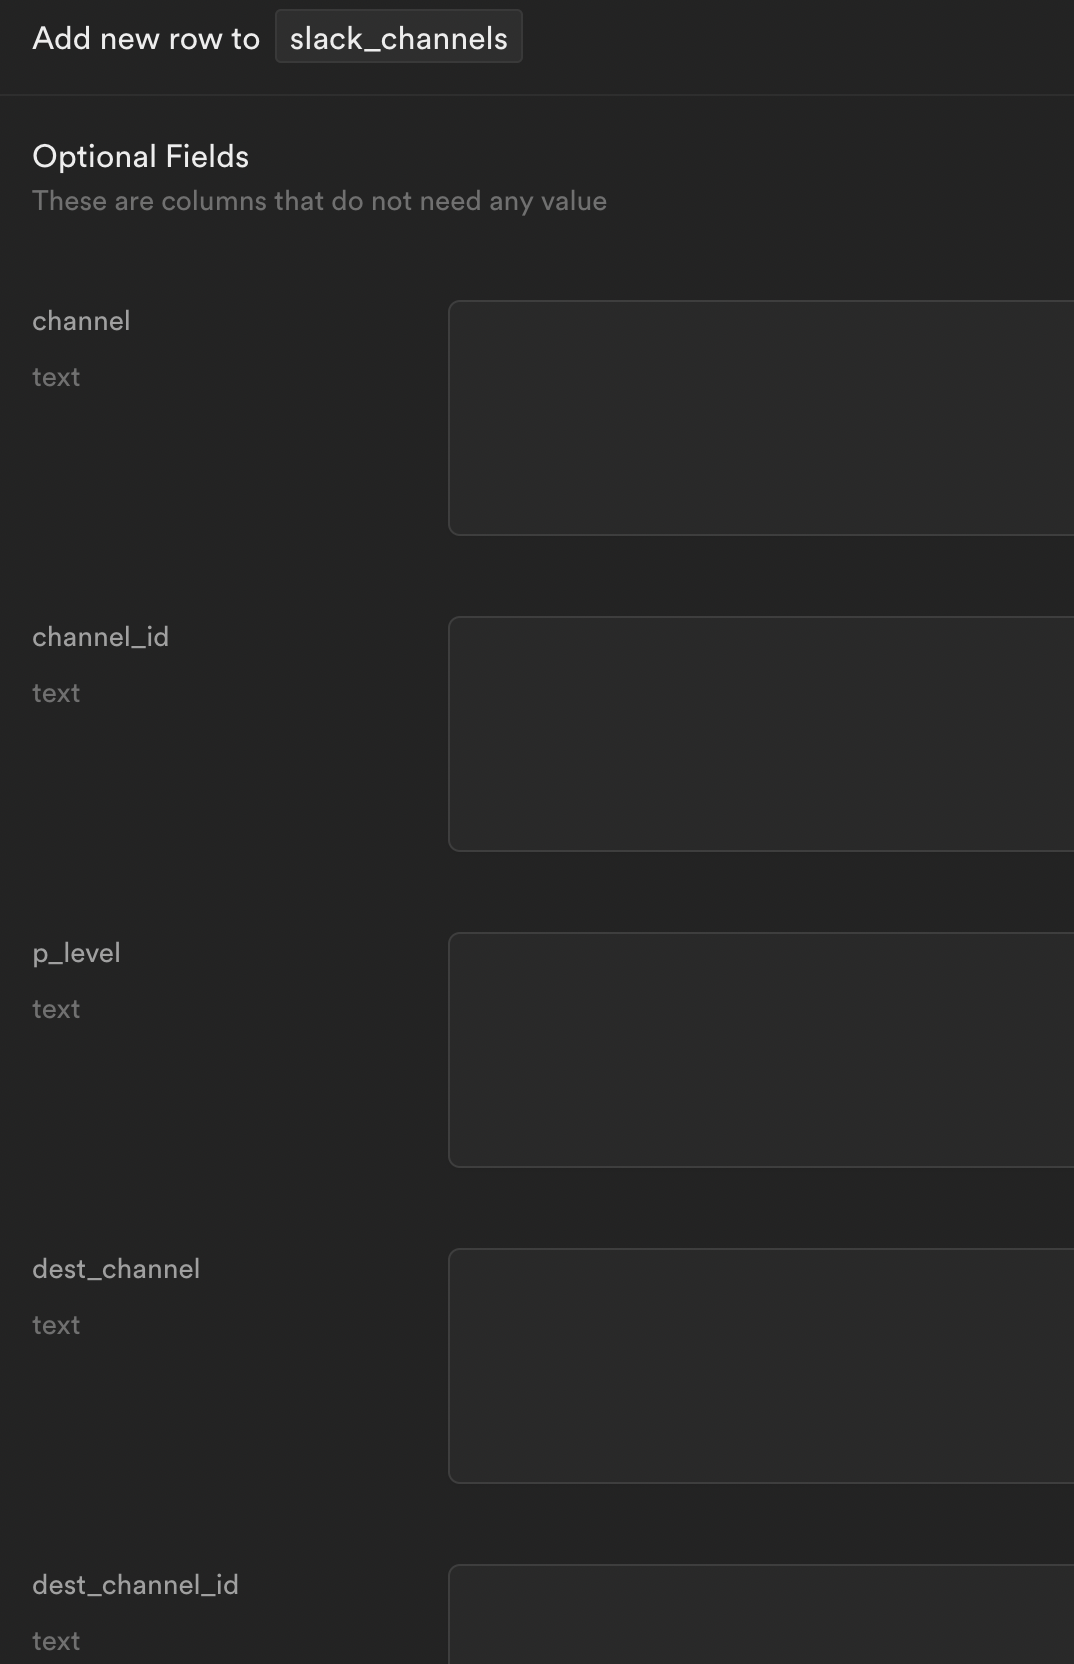 Add new row to slack_channels
Optional Fields
These are columns that do not need any value
channel
text
channel_id
text
p_level
text
dest_channel
text
dest_channel_id
text